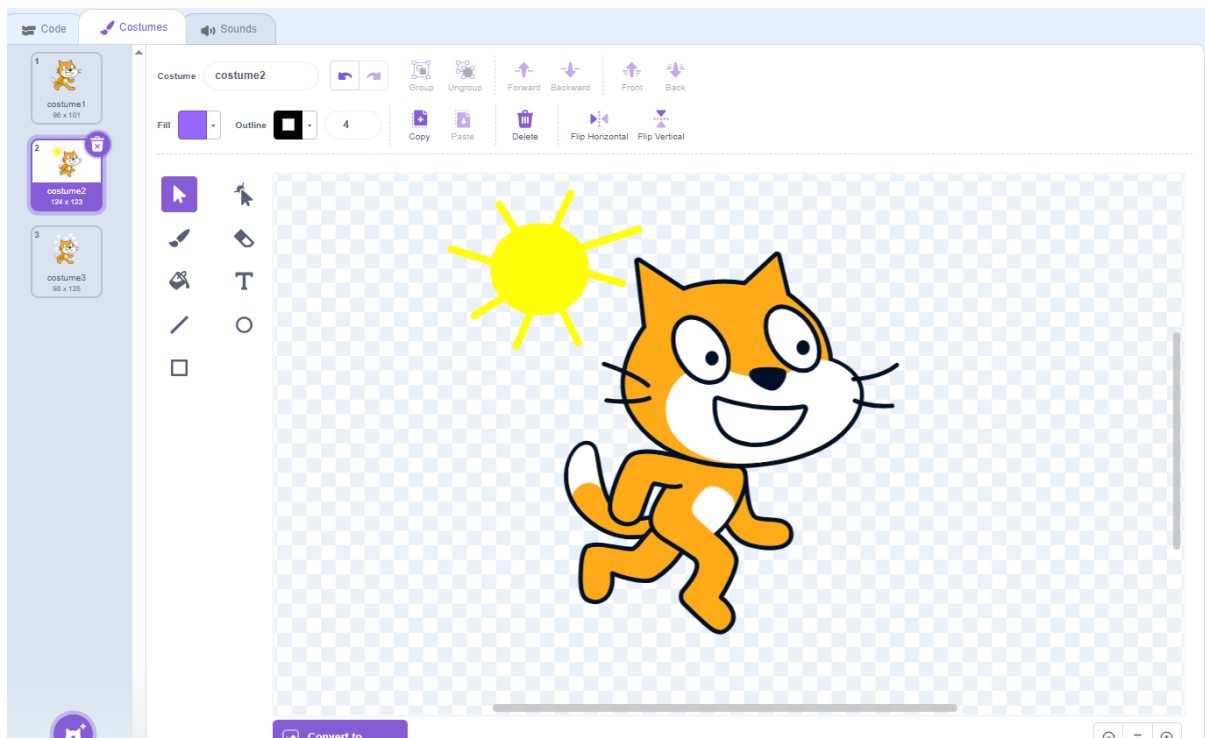 Code
Costumes
Sounds
1
costume1
96 x 101
2
costume2
124 x 123
3
costume3
98 x 125
Costume
costume2
Group
Ungroup
Forward
Backward
Front
Back
Fill
Outline
4
Copy
Paste
Delete
Flip Horizontal
Flip Vertical
T
Convert to